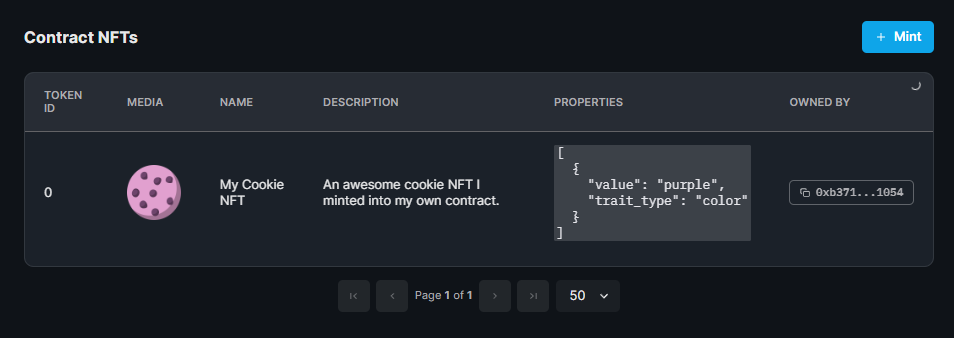 Contract NFTs
+ Mint
TOKEN
ID
MEDIA
NAME
DESCRIPTION
PROPERTIES
OWNED BY
0
My Cookie
NFT
An awesome cookie NFT I
minted into my own contract.
[
{
"value": "purple",
"trait_type": "color"
}
]
0xb371...1054
Page 1 of 1
50